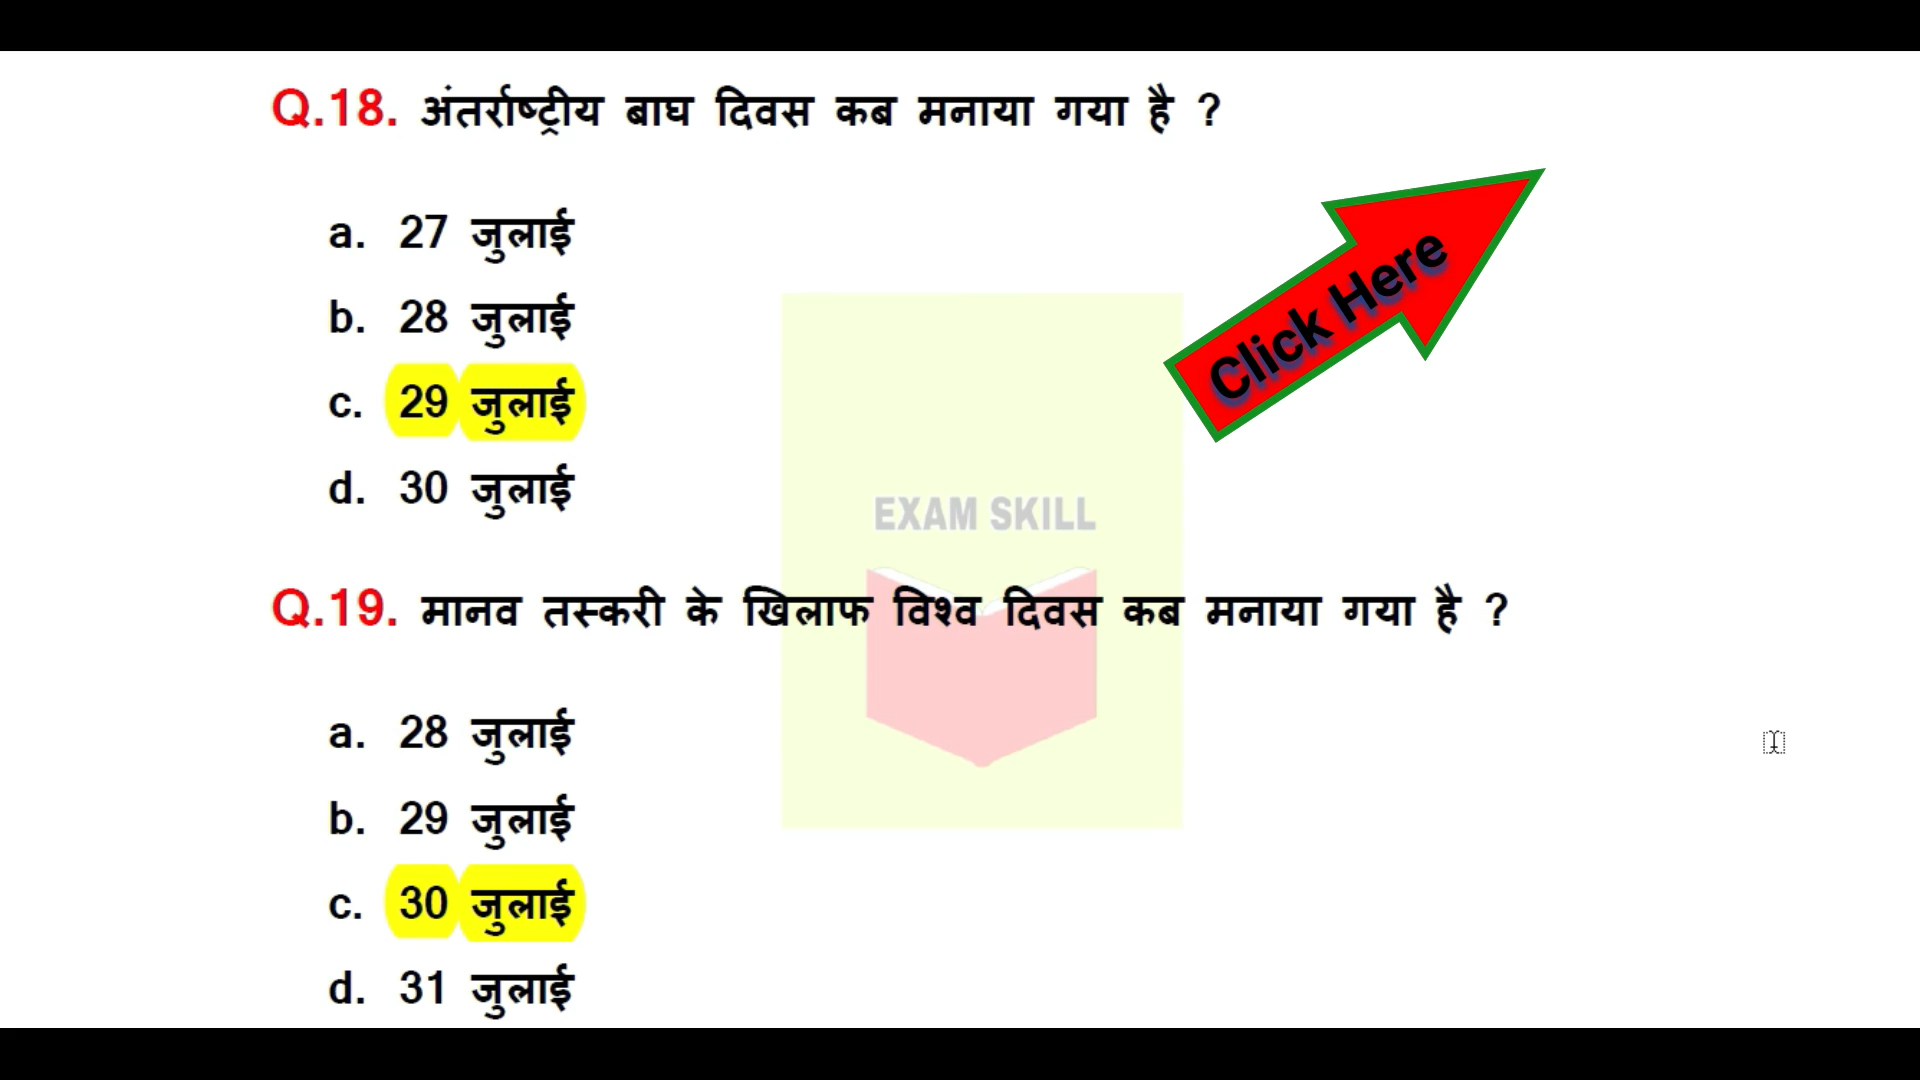 Q.18. अंतर्राष्ट्रीय बाघ दिवस कब मनाया गया है ?
a. 27 जुलाई
b. 28 जुलाई
c. 29 जुलाई
d. 30 जुलाई
Click Here
EXAM SKILL
Q.19. मानव तस्करी के खिलाफ विश्व दिवस कब मनाया गया है ?
a. 28 जुलाई
b. 29 जुलाई
c. 30 जुलाई
d. 31 जुलाई